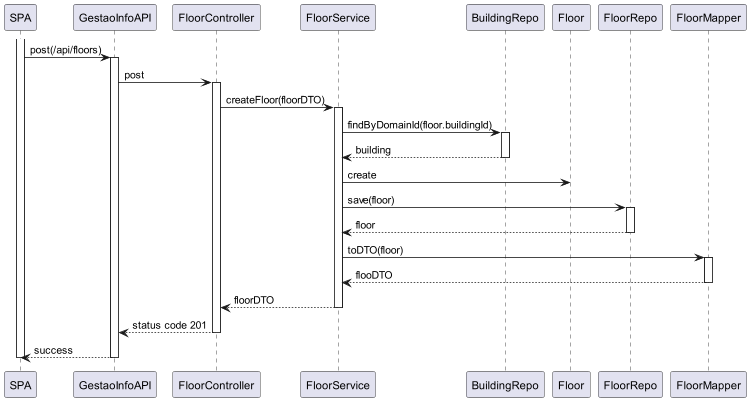 SPA GestaoInfoAPI FloorController FloorService BuildingRepo Floor FloorRepo FloorMapper
post(/api/floors)
post
createFloor(floorDTO)
findByDomainId(floor.buildingId)
building
create
save(floor)
floor
toDTO(floor)
flooDTO
floorDTO
status code 201
success
SPA GestaoInfoAPI FloorController FloorService BuildingRepo Floor FloorRepo FloorMapper